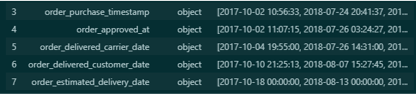 3 order_purchase_timestamp object [2017-10-02 10:56:33, 2018-07-24 20:41:37, 201...
4 order_approved_at object [2017-10-02 11:07:15, 2018-07-26 03:24:27, 201...
5 order_delivered_carrier_date object [2017-10-04 19:55:00, 2018-07-26 14:31:00, 201...
6 order_delivered_customer_date object [2017-10-10 21:25:13, 2018-08-07 15:27:45, 201...
7 order_estimated_delivery_date object [2017-10-18 00:00:00, 2018-08-13 00:00:00, 201...